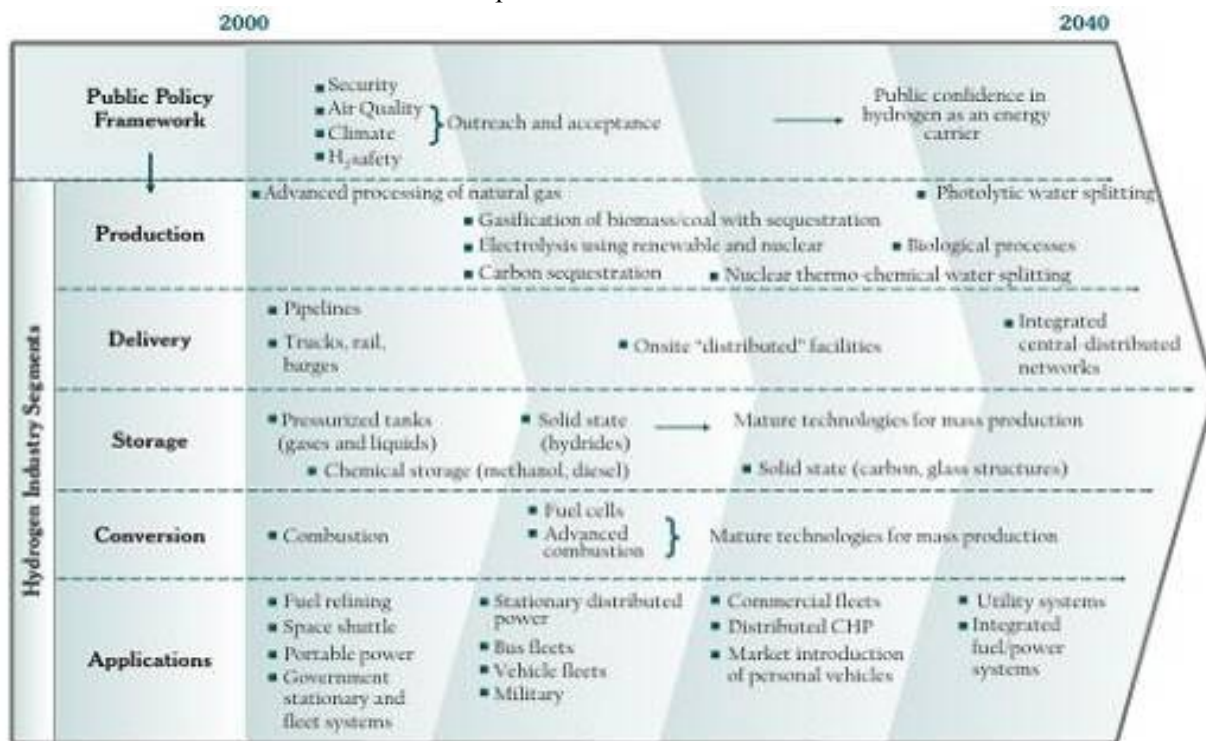 2000
2040
Public Policy
Framework
■ Security
■ Air Quality
■ Climate
■ H₂safety
} Outreach and acceptance
Public confidence in
hydrogen as an energy
carrier
Hydrogen Industry Segments
Production
■ Advanced processing of natural gas
■ Gasification of biomass/coal with sequestration
■ Electrolysis using renewable and nuclear
■ Carbon sequestration
■ Photolytic water splitting
■ Biological processes
■ Nuclear thermo-chemical water splitting
Delivery
■ Pipelines
■ Trucks, rail,
barges
■ Onsite "distributed" facilities
■ Integrated
central-distributed
networks
Storage
■ Pressurized tanks
(gases and liquids)
■ Chemical storage (methanol, diesel)
■ Solid state
(hydrides)
Mature technologies for mass production
■ Solid state (carbon, glass structures)
Conversion
■ Combustion
■ Fuel cells
■ Advanced
combustion
} Mature technologies for mass production
Applications
■ Fuel refining
■ Space shuttle
■ Portable power
■ Government
stationary and
fleet systems
■ Stationary distributed
power
■ Bus fleets
■ Vehicle fleets
■ Military
■ Commercial fleets
■ Distributed CHP
■ Market introduction
of personal vehicles
■ Utility systems
■ Integrated
fuel/power
systems